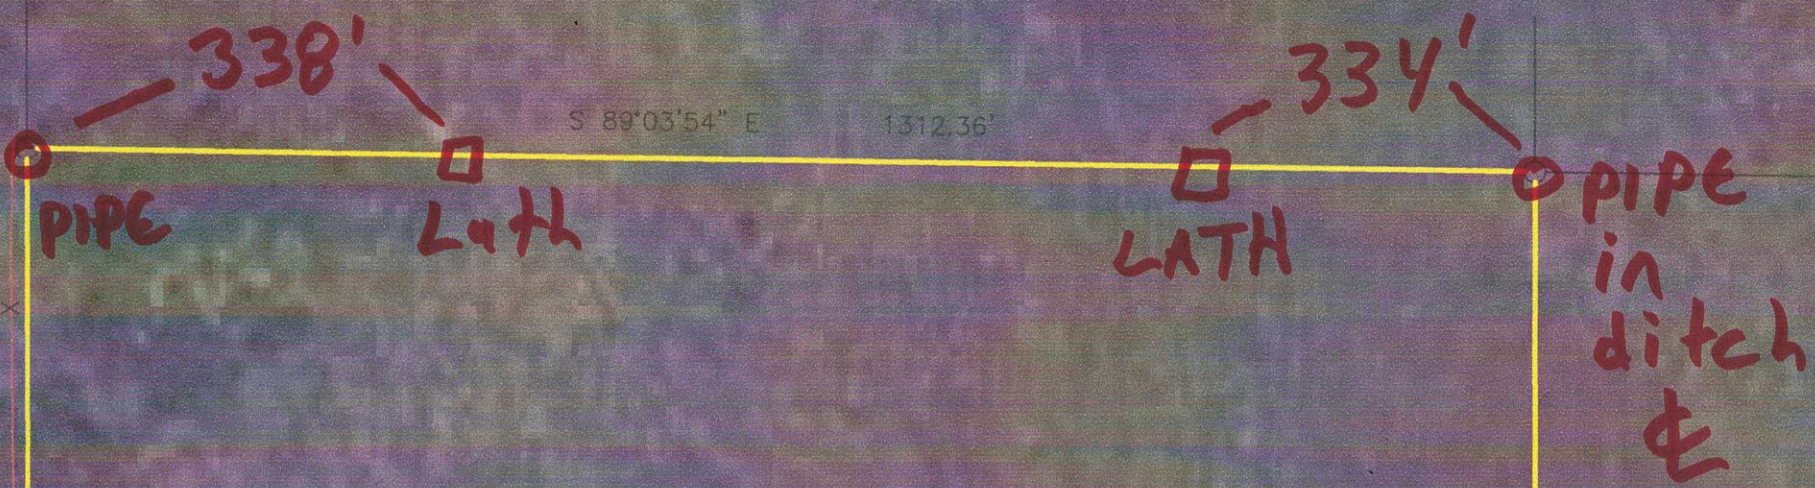 338'
334'
S 89°03'54" E 1312.36'
PIPE
Lath
LATH
PIPE
in
ditch
℄